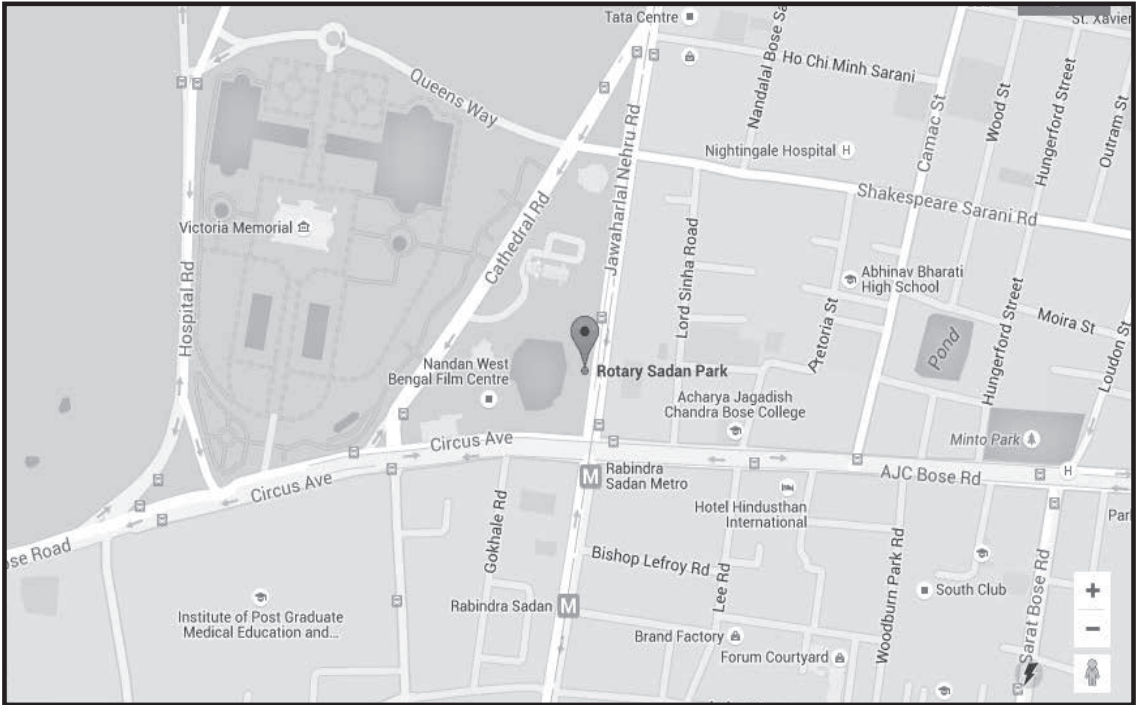 Tata Centre
St. Xavier
Nandalal Bose Sa
Ho Chi Minh Sarani
Queens Way
Camac St
Wood St
Hungerford Street
Outram St
Nightingale Hospital H
Shakespeare Sarani Rd
Jawaharlal Nehru Rd
Cathedral Rd
Victoria Memorial
Hospital Rd
Lord Sinha Road
Abhinav Bharati
High School
Pretoria St
Pond
Hungerford Street
Moira St
Loudon St
Nandan West
Bengal Film Centre
Rotary Sadan Park
Acharya Jagadish
Chandra Bose College
Minto Park
Circus Ave
AJC Bose Rd
H
M
Rabindra
Sadan Metro
Circus Ave
Hotel Hindusthan
International
Par
Gokhale Rd
ose Road
Bishop Lefroy Rd
Lee Rd
Woodburn Park Rd
South Club
Sarat Bose Rd
+
−
Institute of Post Graduate
Medical Education and...
Rabindra Sadan M
Brand Factory
Forum Courtyard